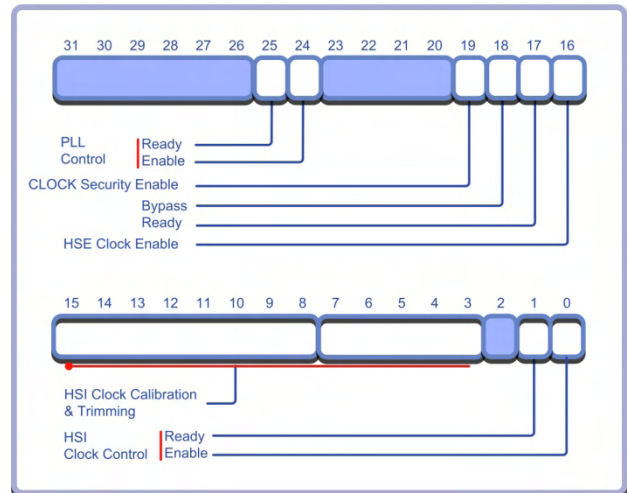 31 30 29 28 27 26 25 24 23 22 21 20 19 18 17 16
PLL
Control
Ready
Enable
CLOCK Security Enable
Bypass
Ready
HSE Clock Enable
15 14 13 12 11 10 9 8 7 6 5 4 3 2 1 0
HSI Clock Calibration
& Trimming
HSI
Clock Control
Ready
Enable